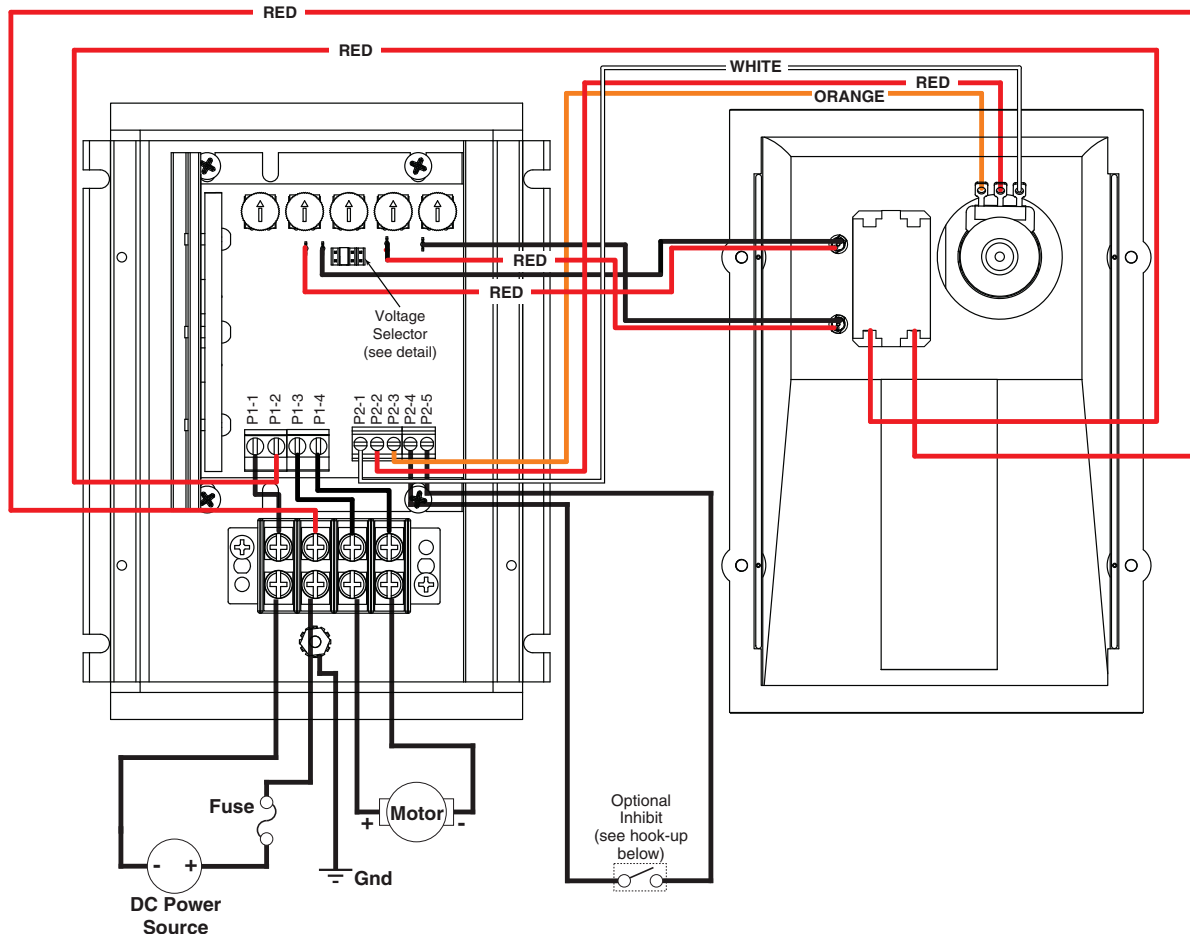 RED
RED
WHITE
RED
ORANGE
RED
RED
Voltage
Selector
(see detail)
P1-1
P1-2
P1-3
P1-4
P2-1
P2-2
P2-3
P2-4
P2-5
Fuse
+
Motor
-
Optional
Inhibit
(see hook-up
below)
-
+
Gnd
DC Power
Source